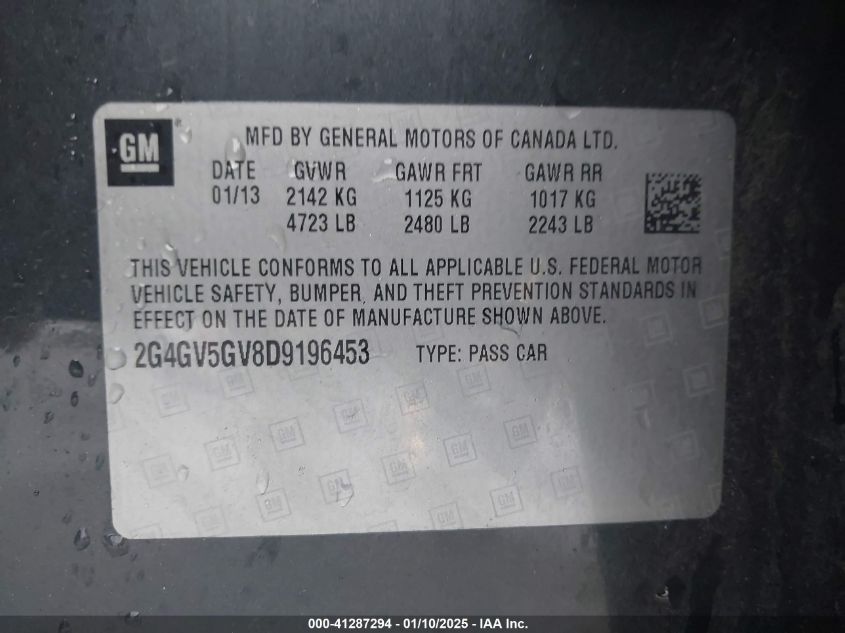 GM
MFD BY GENERAL MOTORS OF CANADA LTD.
DATE GVWR GAWR FRT GAWR RR
01/13 2142 KG 1125 KG 1017 KG
4723 LB 2480 LB 2243 LB
THIS VEHICLE CONFORMS TO ALL APPLICABLE U.S. FEDERAL MOTOR
VEHICLE SAFETY, BUMPER, AND THEFT PREVENTION STANDARDS IN
EFFECT ON THE DATE OF MANUFACTURE SHOWN ABOVE.
2G4GV5GV8D9196453 TYPE: PASS CAR
000-41287294 - 01/10/2025 - IAA Inc.